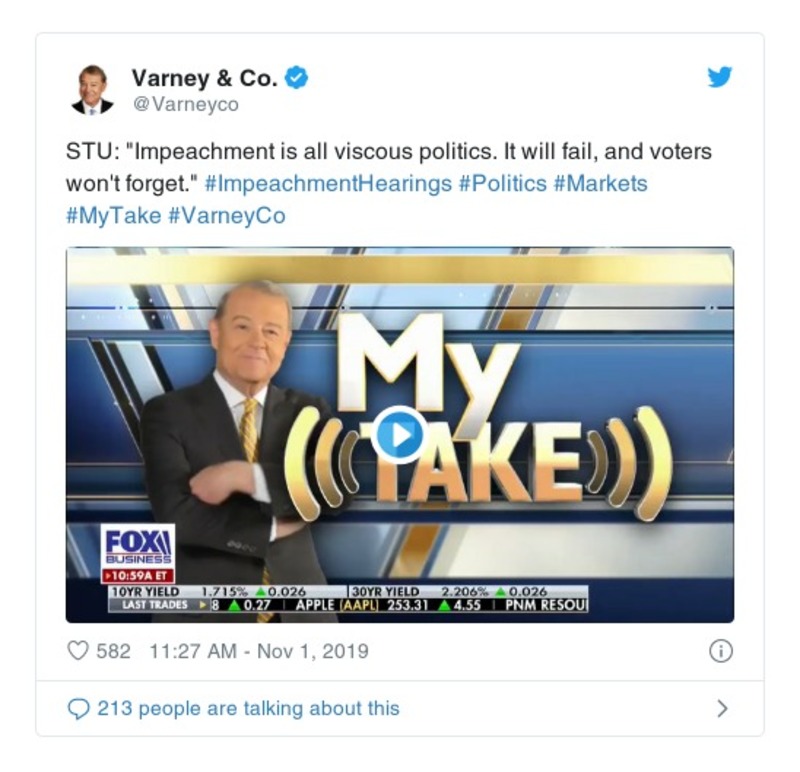 Varney & Co.
@Varneyco
STU: "Impeachment is all viscous politics. It will fail, and voters
won't forget." #ImpeachmentHearings #Politics #Markets
#MyTake #VarneyCo
My
TAKE
FOX
BUSINESS
10:59A ET
10YR YIELD 1.715% ▲0.026 30YR YIELD 2.206% ▲0.026
LAST TRADES ▸ 8 ▲0.27 APPLE (AAPL) 253.31 ▲4.55 PNM RESOU
582 11:27 AM - Nov 1, 2019
213 people are talking about this